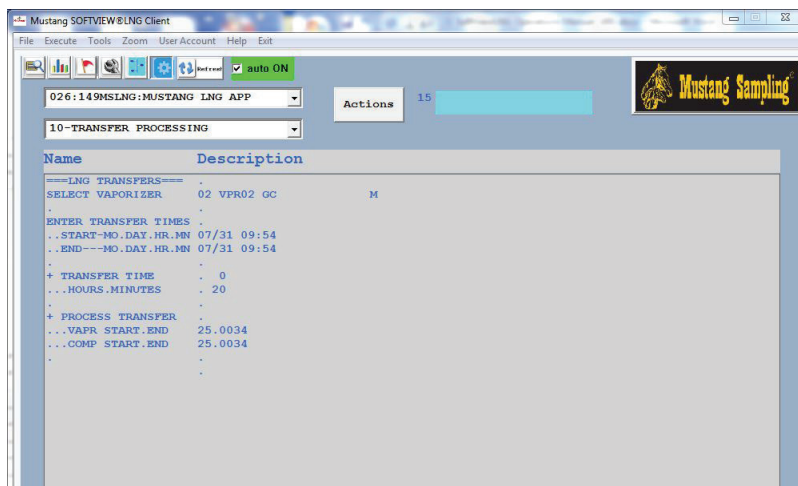 Mustang SOFTVIEW®LNG Client
File Execute Tools Zoom User Account Help Exit
Refresh auto ON
026:149MSLNG:MUSTANG LNG APP
Actions 15
Mustang Sampling
10-TRANSFER PROCESSING
Name Description
===LNG TRANSFERS=== .
SELECT VAPORIZER 02 VPR02 GC M
. .
ENTER TRANSFER TIMES .
..START-MO.DAY.HR.MN 07/31 09:54
..END---MO.DAY.HR.MN 07/31 09:54
. .
+ TRANSFER TIME . 0
...HOURS.MINUTES . 20
. .
+ PROCESS TRANSFER .
...VAPR START.END 25.0034
...COMP START.END 25.0034
. .
.